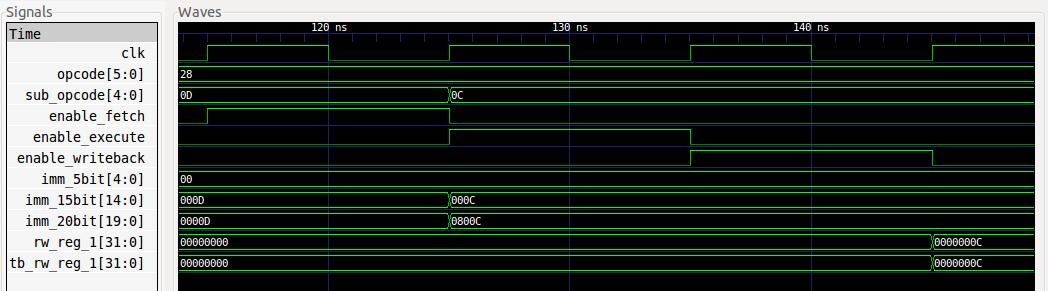 Signals
Waves
Time
120 ns 130 ns 140 ns
clk
opcode[5:0] 28
sub_opcode[4:0] 0D 0C
enable_fetch
enable_execute
enable_writeback
imm_5bit[4:0] 00
imm_15bit[14:0] 000D 000C
imm_20bit[19:0] 0000D 0800C
rw_reg_1[31:0] 00000000 0000000C
tb_rw_reg_1[31:0] 00000000 0000000C